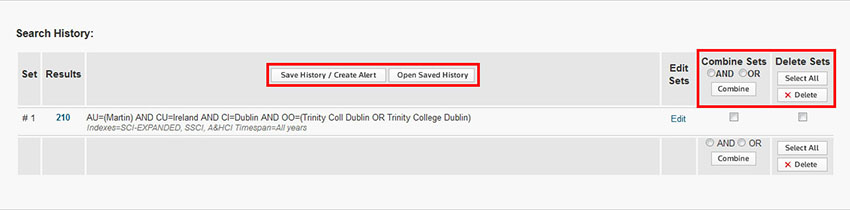 Search History:
Set Results Save History / Create Alert Open Saved History Edit Sets Combine Sets Delete Sets
AND OR Select All
Combine Delete
# 1 210 AU=(Martin) AND CU=Ireland AND CI=Dublin AND OO=(Trinity Coll Dublin OR Trinity College Dublin) Edit
Indexes=SCI-EXPANDED, SSCI, A&HCI Timespan=All years
AND OR Select All
Combine Delete